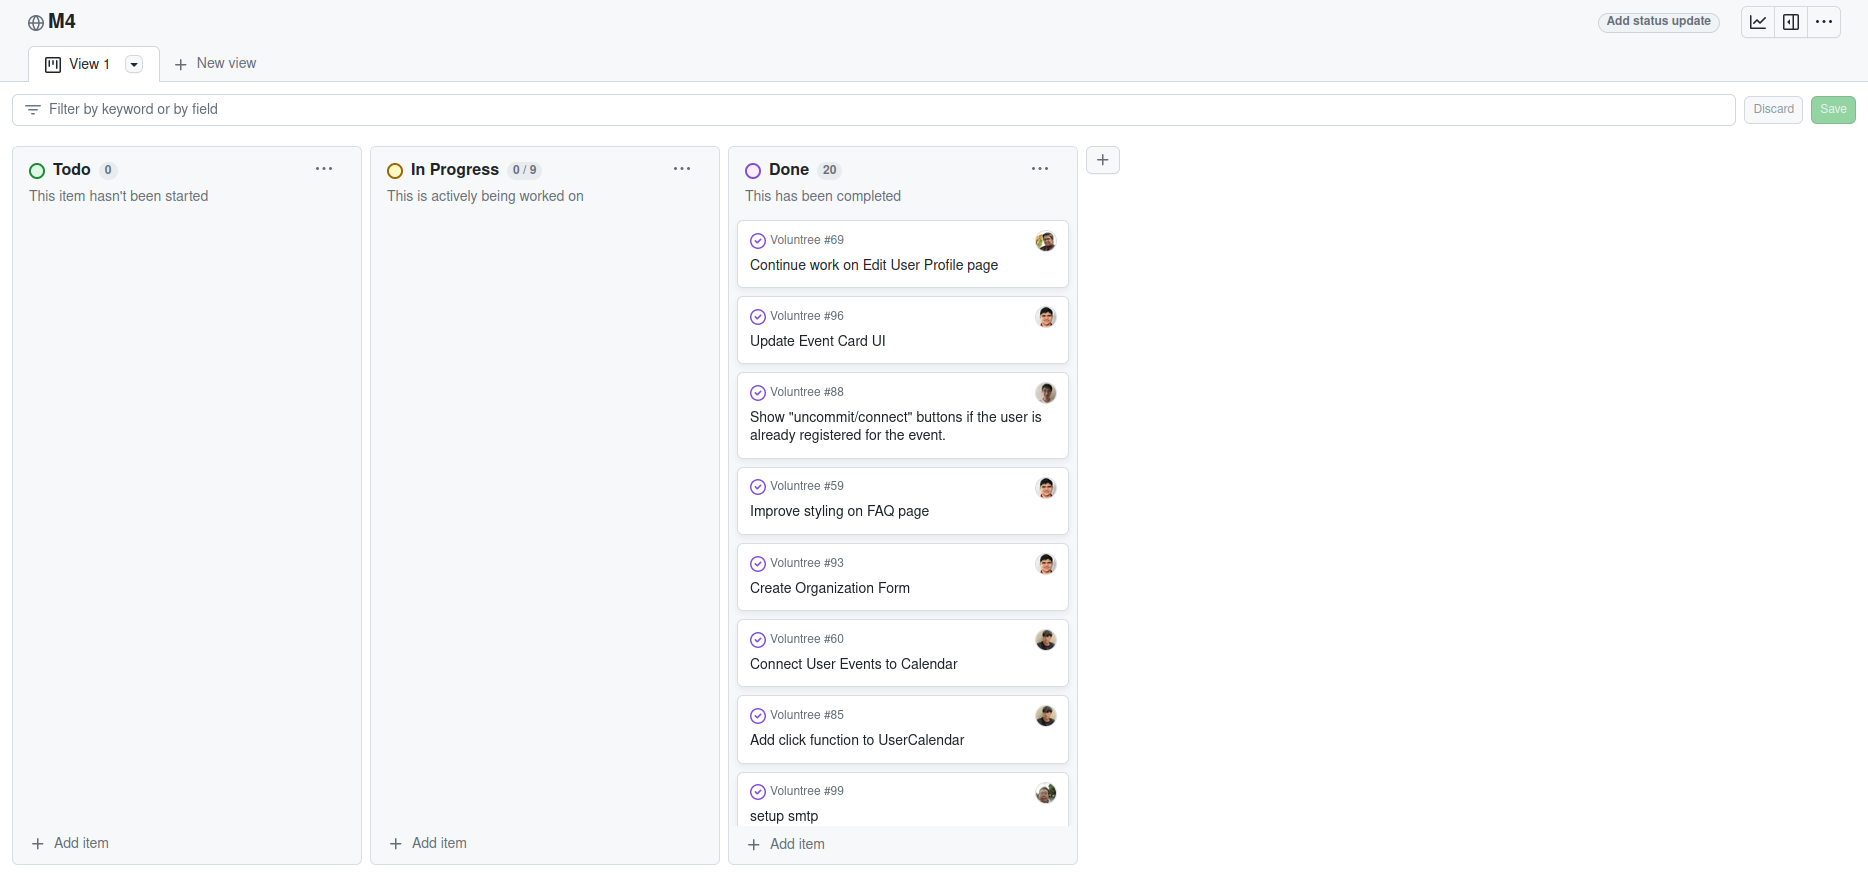 M4
Add status update
View 1
New view
Filter by keyword or by field
Discard
Save
Todo 0
This item hasn't been started
Add item
In Progress 0 / 9
This is actively being worked on
Add item
Done 20
This has been completed
Voluntree #69
Continue work on Edit User Profile page
Voluntree #96
Update Event Card UI
Voluntree #88
Show "uncommit/connect" buttons if the user is
already registered for the event.
Voluntree #59
Improve styling on FAQ page
Voluntree #93
Create Organization Form
Voluntree #60
Connect User Events to Calendar
Voluntree #85
Add click function to UserCalendar
Voluntree #99
setup smtp
Add item